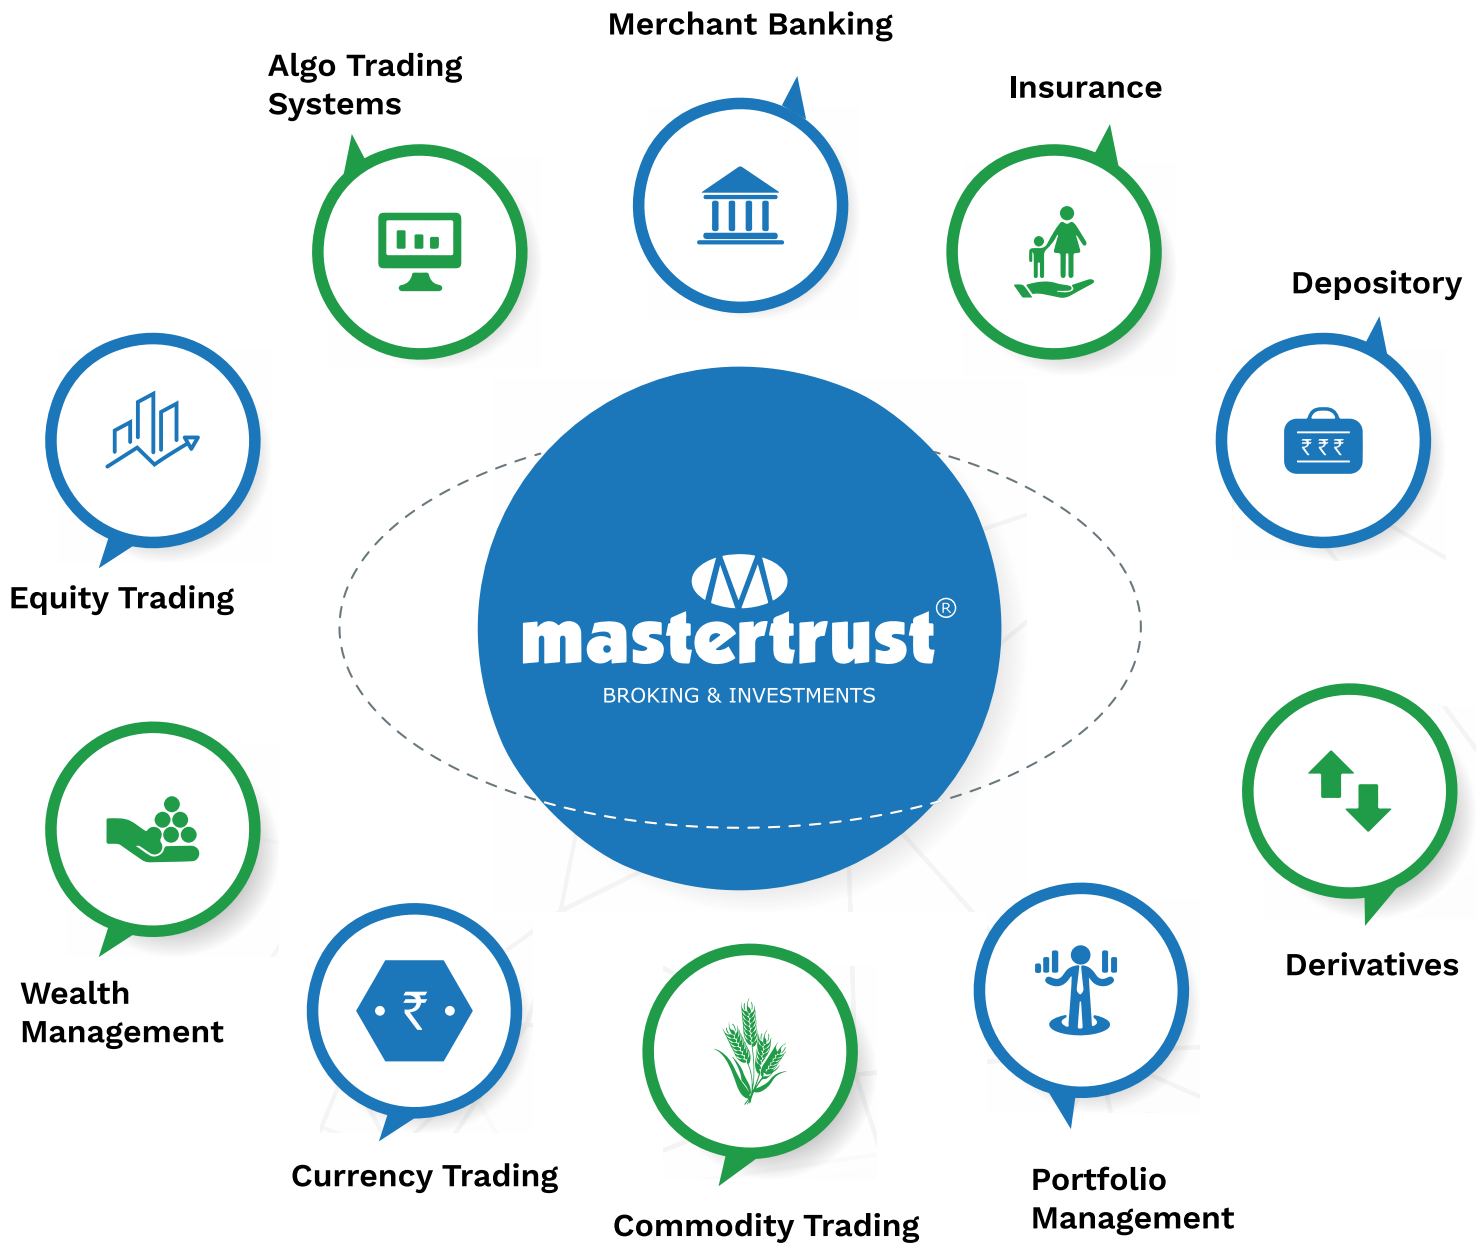 Merchant Banking
Algo Trading
Systems
Insurance
Depository
₹₹₹
Equity Trading
mastertrust®
BROKING & INVESTMENTS
Derivatives
Wealth
Management
₹
Currency Trading
Portfolio
Management
Commodity Trading